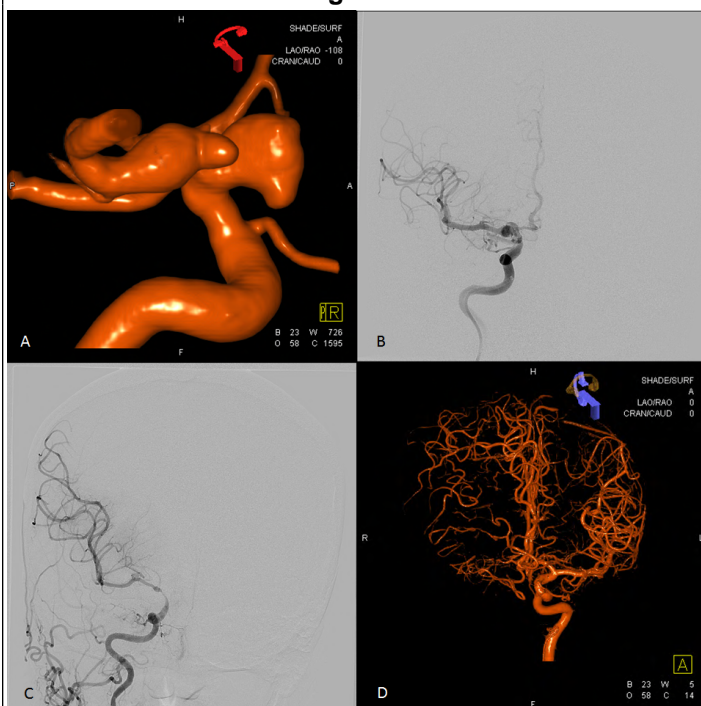 H
SHADE/SURF
A
LAO/RAO -108
CRAN/CAUD 0
P
A
R
B 23 W 726
O 58 C 1595
A
F
B
H
SHADE/SURF
A
LAO/RAO 0
CRAN/CAUD 0
R
L
C
A
B 23 W 5
O 58 C 14
D
F